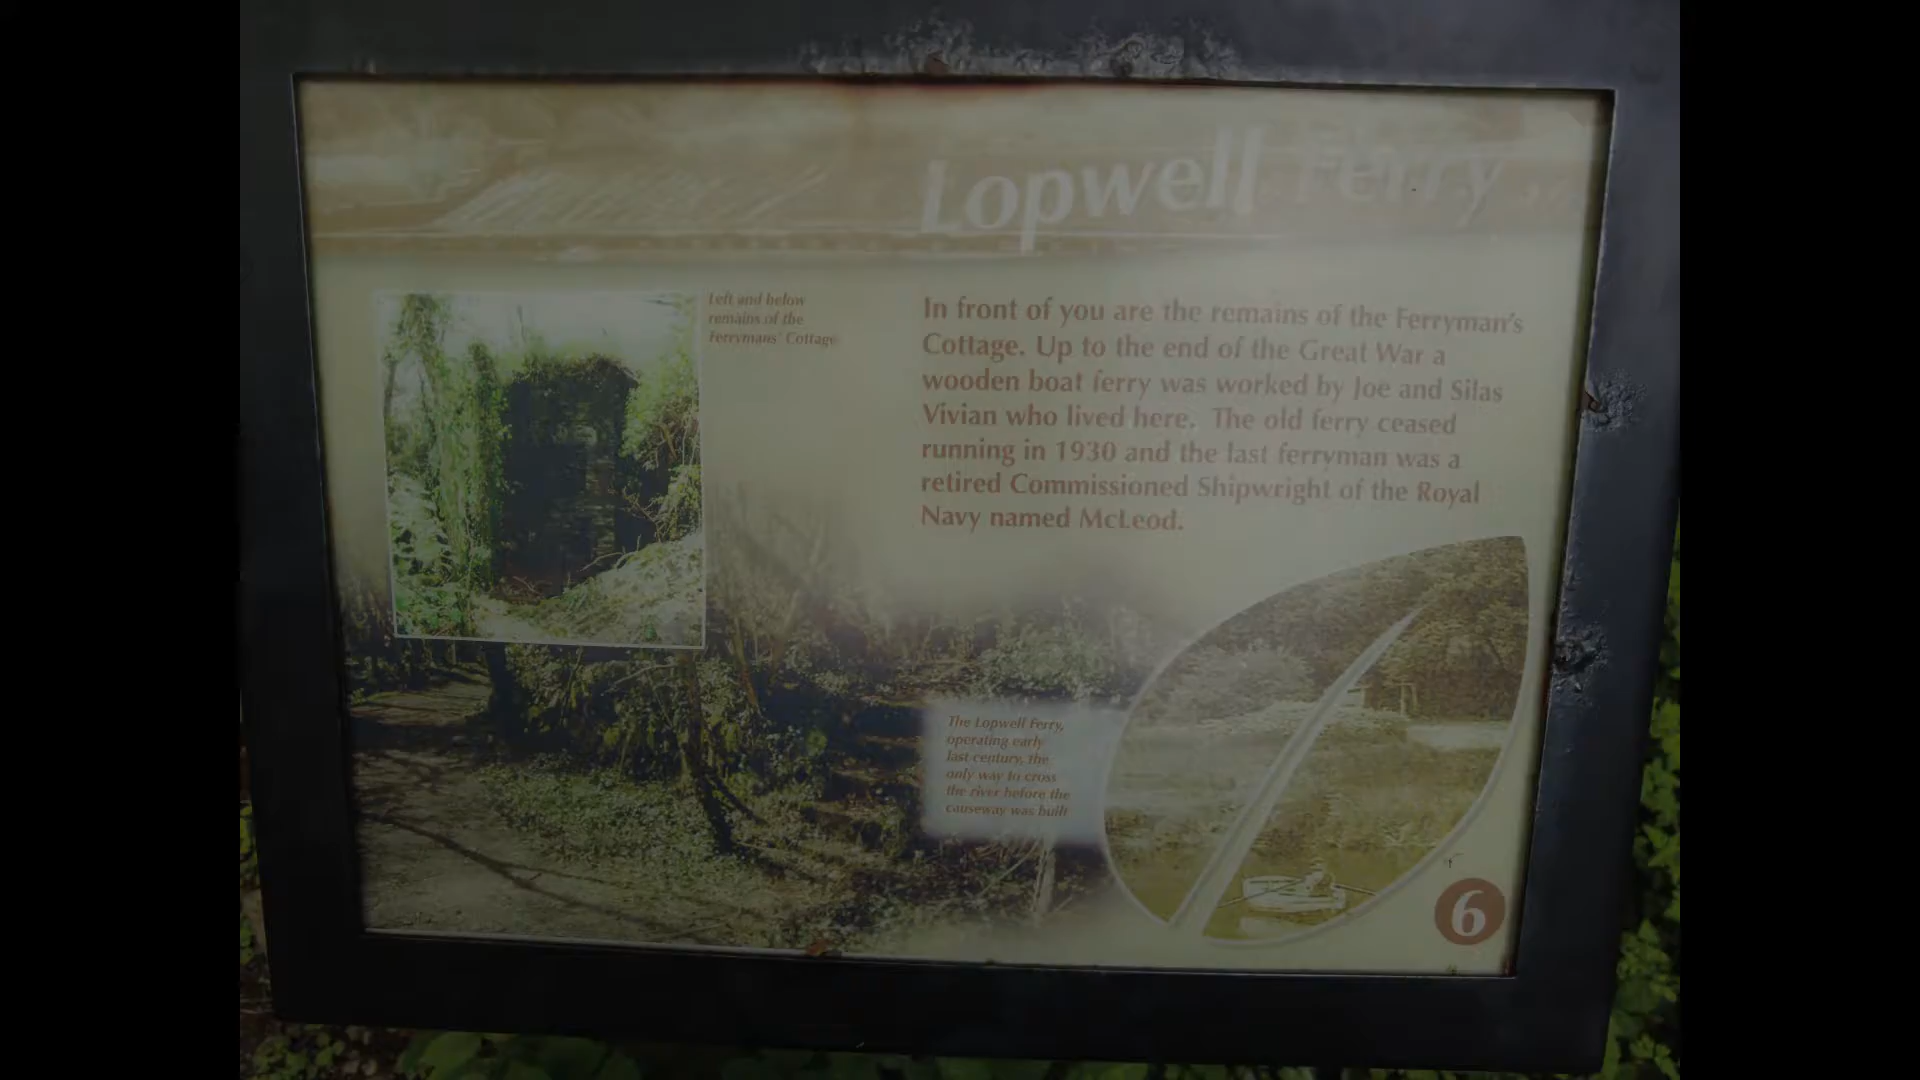 Lopwell Ferry
Left and below
remains of the
Ferrymans' Cottage
In front of you are the remains of the Ferryman's
Cottage. Up to the end of the Great War a
wooden boat ferry was worked by Joe and Silas
Vivian who lived here. The old ferry ceased
running in 1930 and the last ferryman was a
retired Commissioned Shipwright of the Royal
Navy named McLeod.
The Lopwell Ferry,
operating early
last century, the
only way to cross
the river before the
causeway was built
6